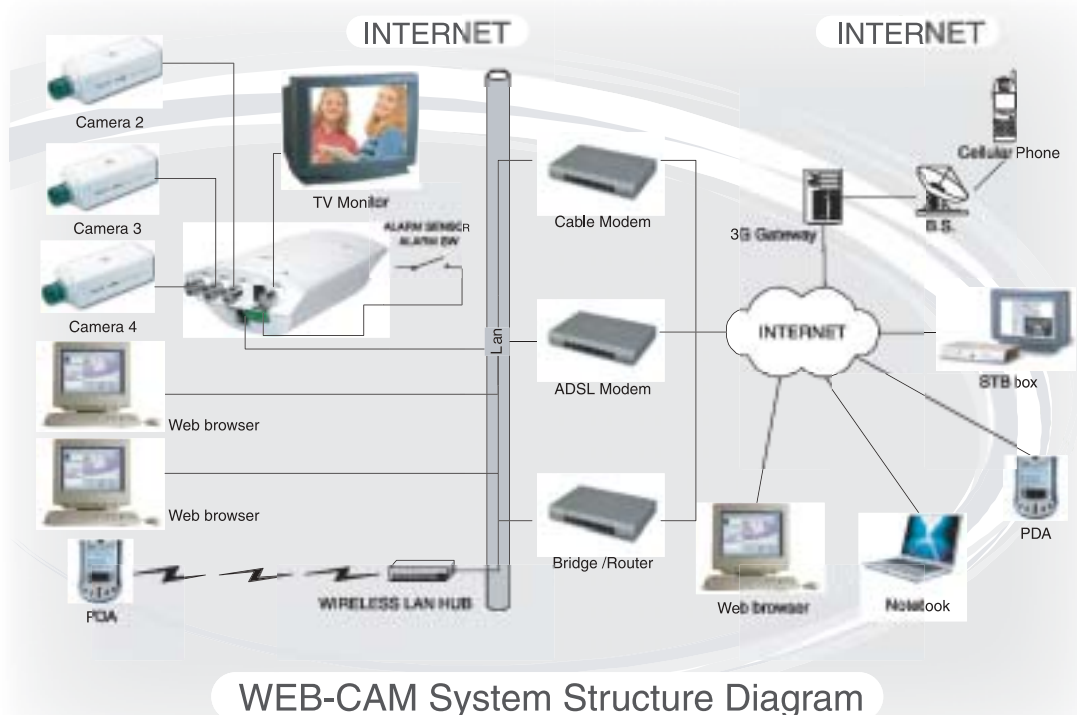 INTERNET
INTERNET
Camera 2
Camera 3
Camera 4
TV Monitor
ALARM SENSOR
ALARM SW
Lan
Cable Modem
ADSL Modem
Bridge /Router
Cellular Phone
3G Gateway
B.S.
INTERNET
STB box
Web browser
Web browser
PDA
WIRELESS LAN HUB
Web browser
Notebook
PDA
WEB-CAM System Structure Diagram